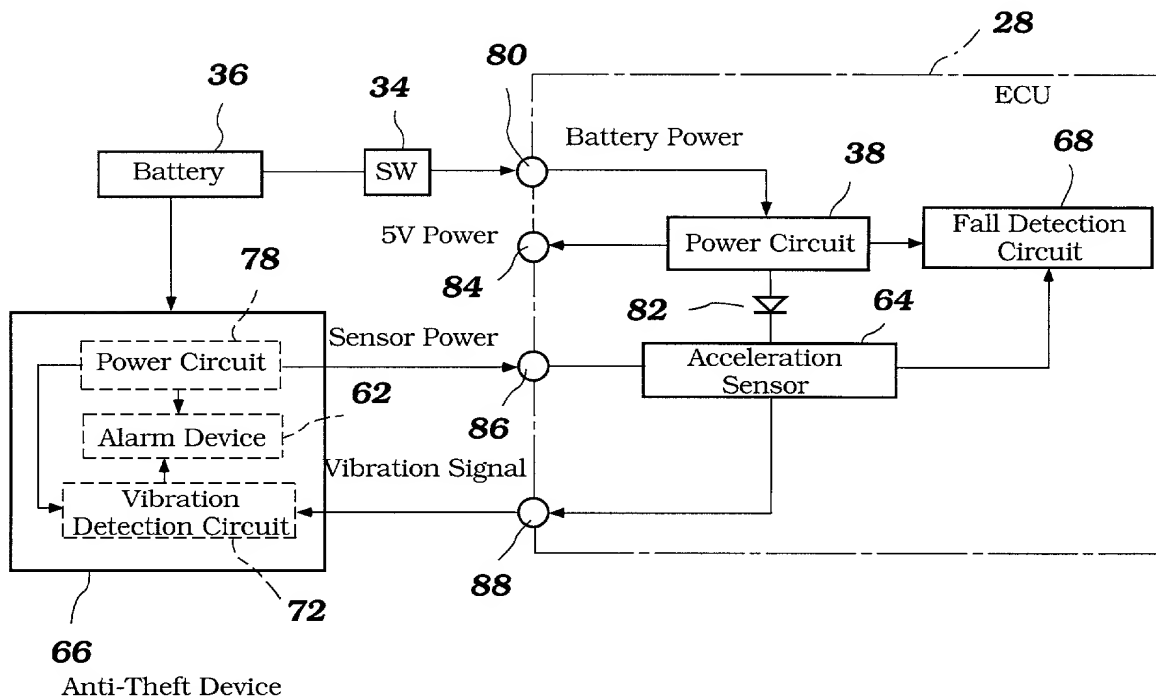 28
80
36
34
ECU
Battery Power
38
68
Battery
SW
5V Power
Power Circuit
Fall Detection
Circuit
78
84
82
64
Sensor Power
Power Circuit
62
Acceleration
Sensor
86
Alarm Device
Vibration Signal
Vibration
Detection Circuit
88
72
66
Anti-Theft Device